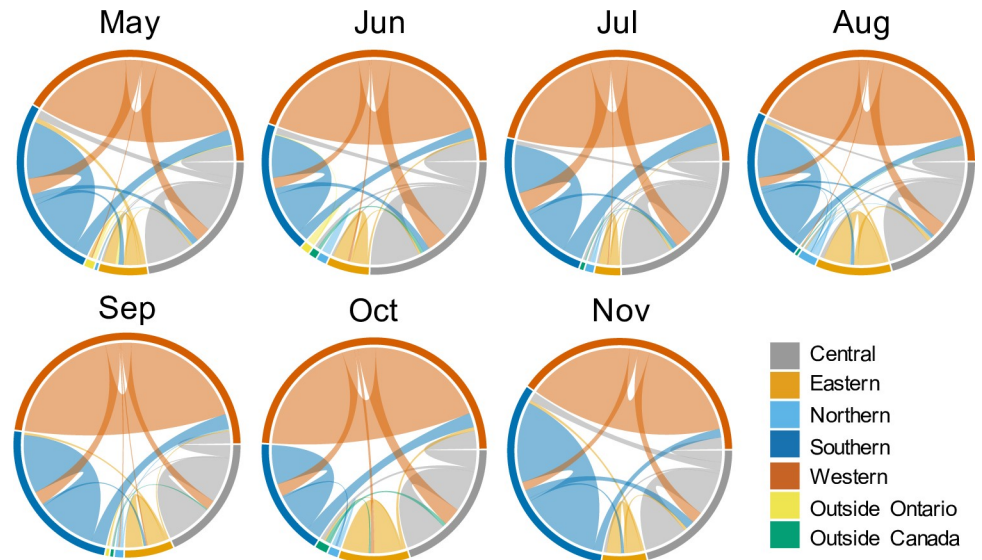 May
Jun
Jul
Aug
Sep
Oct
Nov
Central
Eastern
Northern
Southern
Western
Outside Ontario
Outside Canada